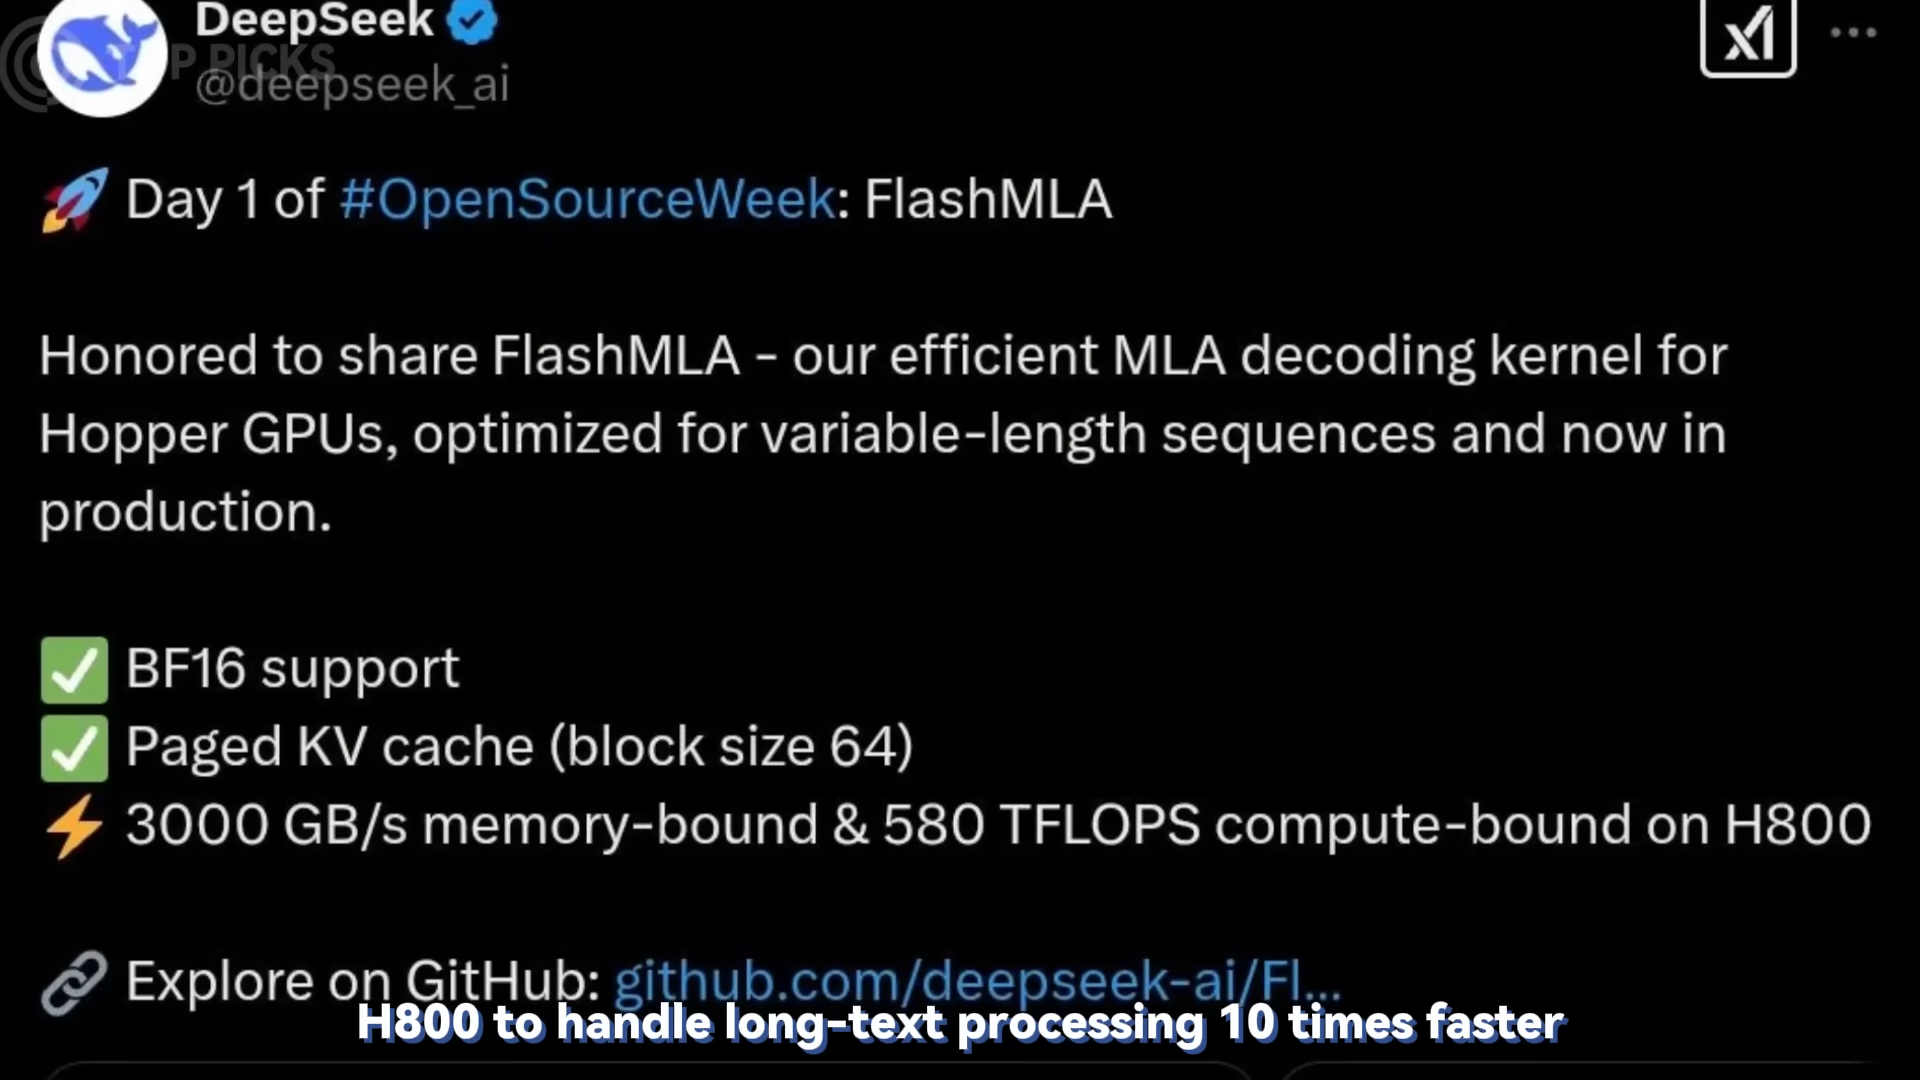 DeepSeek
@deepseek_ai
P PICKS
🚀 Day 1 of #OpenSourceWeek: FlashMLA
Honored to share FlashMLA - our efficient MLA decoding kernel for
Hopper GPUs, optimized for variable-length sequences and now in
production.
✅ BF16 support
✅ Paged KV cache (block size 64)
⚡ 3000 GB/s memory-bound & 580 TFLOPS compute-bound on H800
🔗 Explore on GitHub: github.com/deepseek-ai/Fl...
H800 to handle long-text processing 10 times faster